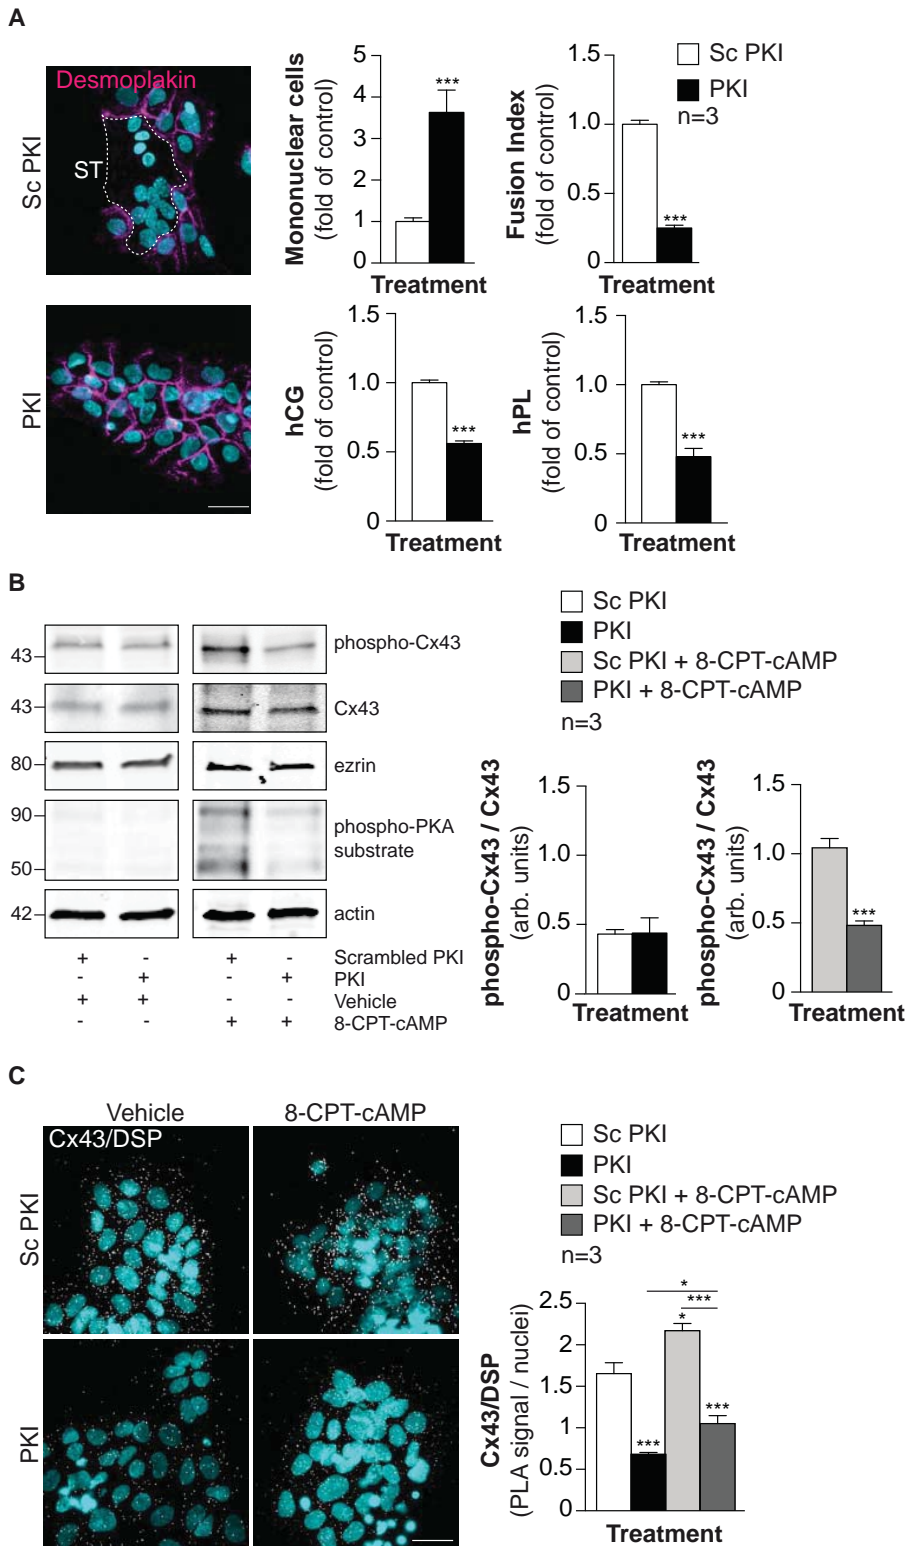 A
Desmoplakin
ST
Sc PKI
PKI
Mononuclear cells
(fold of control)
5
4
3
2
1
0
***
Treatment
Fusion Index
(fold of control)
1.5
1.0
0.5
0
***
Treatment
Sc PKI
PKI
n=3
hCG
(fold of control)
1.5
1.0
0.5
0
***
Treatment
hPL
(fold of control)
1.5
1.0
0.5
0
***
Treatment
B
43
phospho-Cx43
43
Cx43
80
ezrin
90
50
phospho-PKA
substrate
42
actin
+ - + - Scrambled PKI
- + - + PKI
+ + - - Vehicle
- - + + 8-CPT-cAMP
Sc PKI
PKI
Sc PKI + 8-CPT-cAMP
PKI + 8-CPT-cAMP
n=3
phospho-Cx43 / Cx43
(arb. units)
1.5
1.0
0.5
0
Treatment
phospho-Cx43 / Cx43
(arb. units)
1.5
1.0
0.5
0
***
Treatment
C
Vehicle
8-CPT-cAMP
Cx43/DSP
Sc PKI
PKI
Sc PKI
PKI
Sc PKI + 8-CPT-cAMP
PKI + 8-CPT-cAMP
n=3
Cx43/DSP
(PLA signal / nuclei)
2.5
2
1.5
1
0.5
0
*
***
*
***
***
Treatment